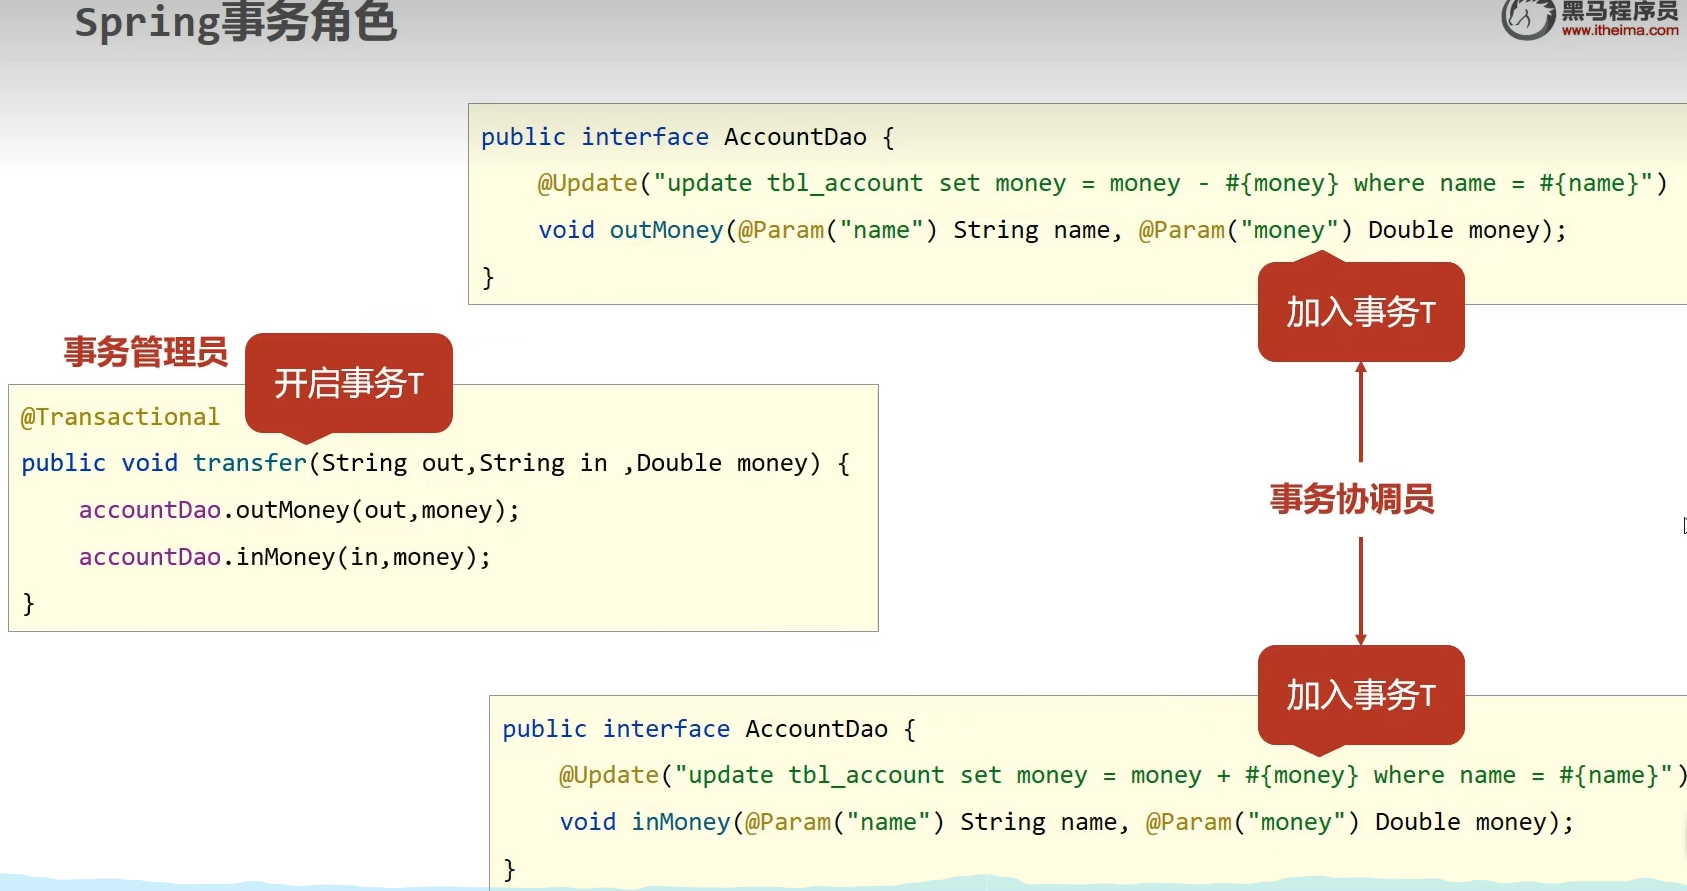 Spring事务角色
黑马程序员
www.itheima.com
public interface AccountDao {
@Update("update tbl_account set money = money - #{money} where name = #{name}")
void outMoney(@Param("name") String name, @Param("money") Double money);
}
加入事务T
事务管理员
开启事务T
@Transactional
public void transfer(String out,String in ,Double money) {
accountDao.outMoney(out,money);
accountDao.inMoney(in,money);
}
事务协调员
加入事务T
public interface AccountDao {
@Update("update tbl_account set money = money + #{money} where name = #{name}")
void inMoney(@Param("name") String name, @Param("money") Double money);
}